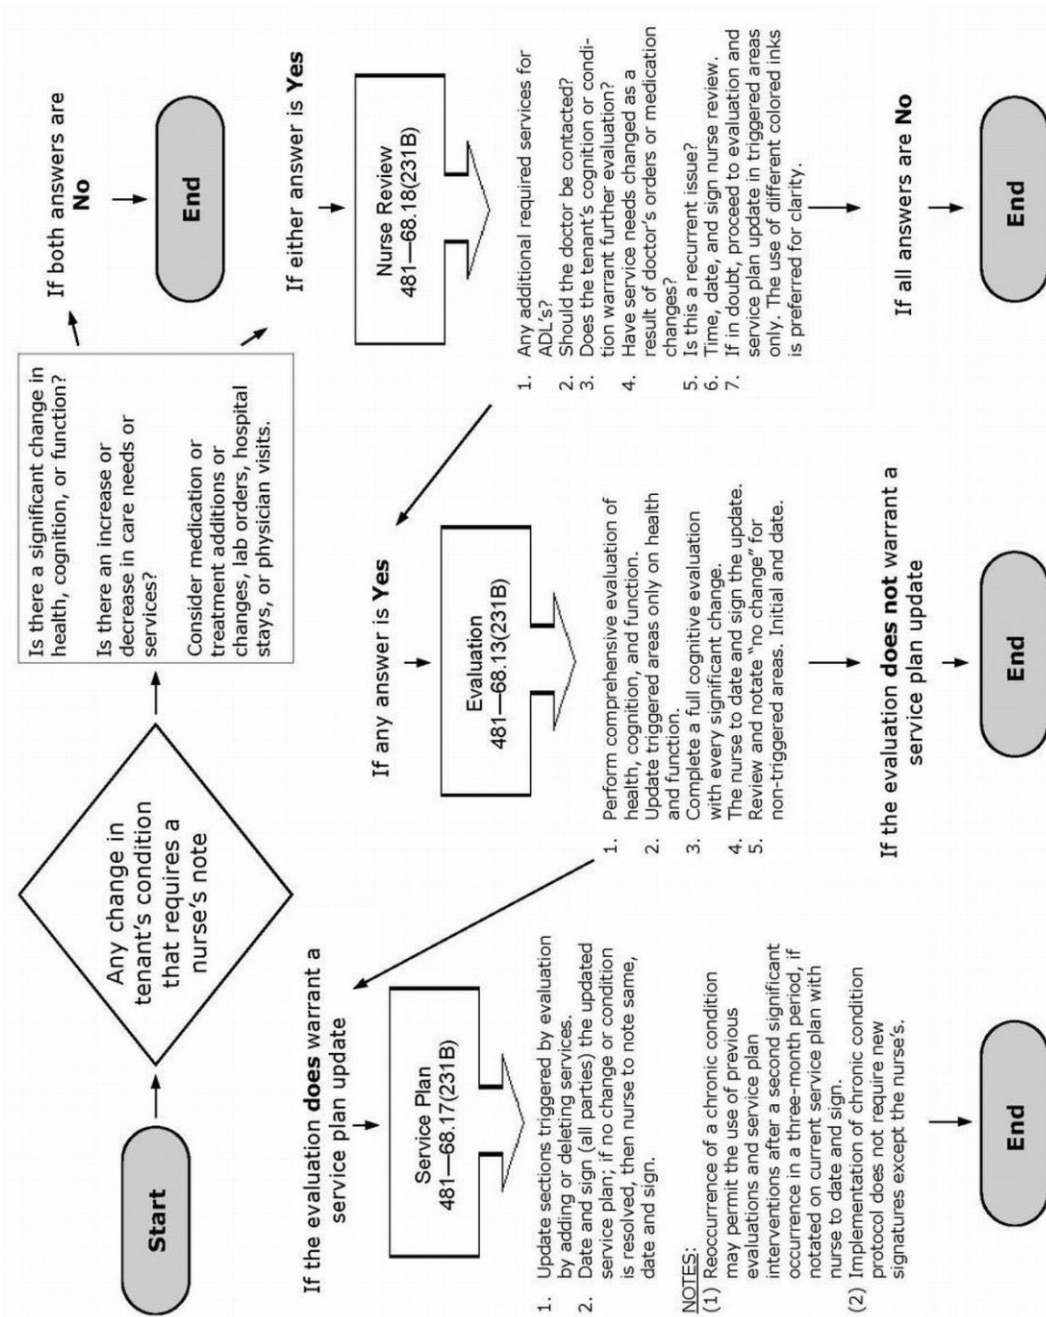 Start
Any change in
tenant's condition
that requires a
nurse's note
Is there a significant change in
health, cognition, or function?
Is there an increase or
decrease in care needs or
services?
Consider medication or
treatment additions or
changes, lab orders, hospital
stays, or physician visits.
If both answers are
No
End
If either answer is Yes
Nurse Review
481—68.18(231B)
1. Any additional required services for
ADL's?
2. Should the doctor be contacted?
3. Does the tenant's cognition or condi-
tion warrant further evaluation?
4. Have service needs changed as a
result of doctor's orders or medication
changes?
5. Is this a recurrent issue?
6. Time, date, and sign nurse review.
7. If in doubt, proceed to evaluation and
service plan update in triggered areas
only. The use of different colored inks
is preferred for clarity.
If all answers are No
End
If any answer is Yes
Evaluation
481—68.13(231B)
1. Perform comprehensive evaluation of
health, cognition, and function.
2. Update triggered areas only on health
and function.
3. Complete a full cognitive evaluation
with every significant change.
4. The nurse to date and sign the update.
5. Review and notate "no change" for
non-triggered areas. Initial and date.
If the evaluation does not warrant a
service plan update
End
If the evaluation does warrant a
service plan update
Service Plan
481—68.17(231B)
1. Update sections triggered by evaluation
by adding or deleting services.
2. Date and sign (all parties) the updated
service plan; if no change or condition
is resolved, then nurse to note same,
date and sign.
NOTES:
(1) Reoccurrence of a chronic condition
may permit the use of previous
evaluations and service plan
interventions after a second significant
occurrence in a three-month period, if
notated on current service plan with
nurse to date and sign.
(2) Implementation of chronic condition
protocol does not require new
signatures except the nurse's.
End